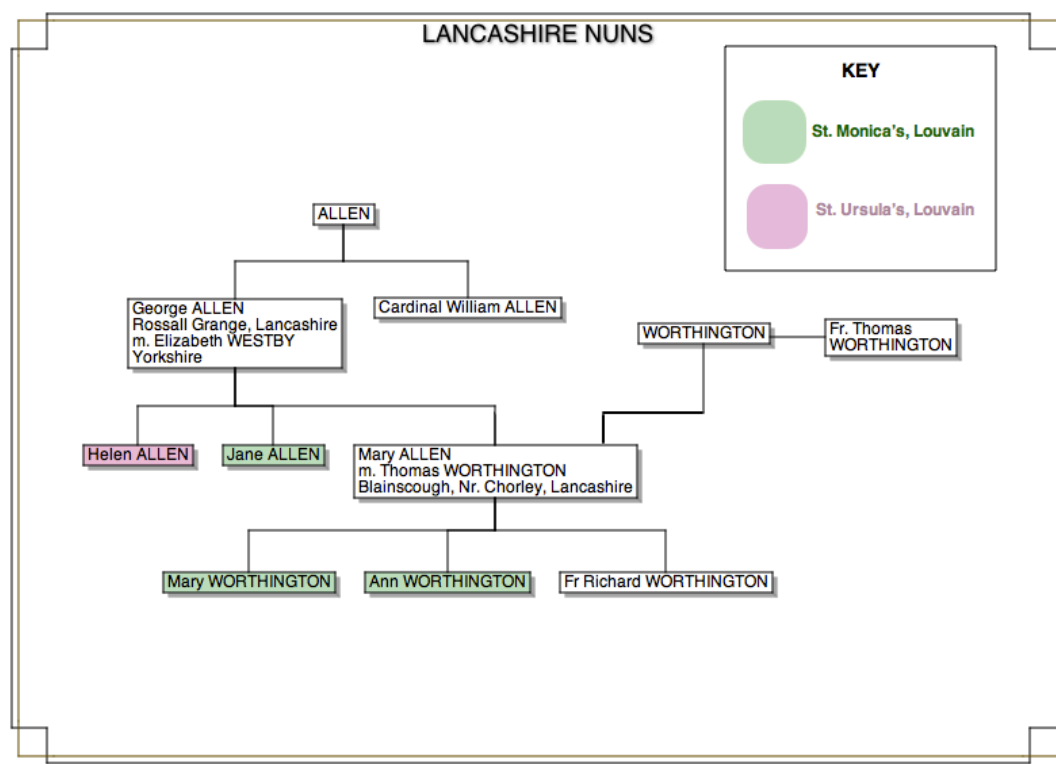 LANCASHIRE NUNS
KEY
St. Monica's, Louvain
St. Ursula's, Louvain
ALLEN
George ALLEN
Rossall Grange, Lancashire
m. Elizabeth WESTBY
Yorkshire
Cardinal William ALLEN
WORTHINGTON
Fr. Thomas
WORTHINGTON
Helen ALLEN
Jane ALLEN
Mary ALLEN
m. Thomas WORTHINGTON
Blainscough, Nr. Chorley, Lancashire
Mary WORTHINGTON
Ann WORTHINGTON
Fr Richard WORTHINGTON